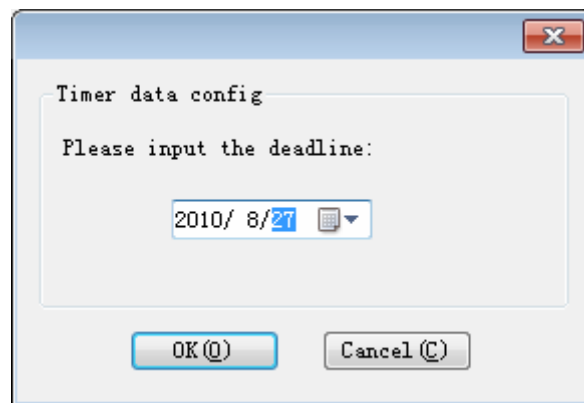 Timer data config
Please input the deadline:
2010/ 8/27
OK(O)
Cancel(C)